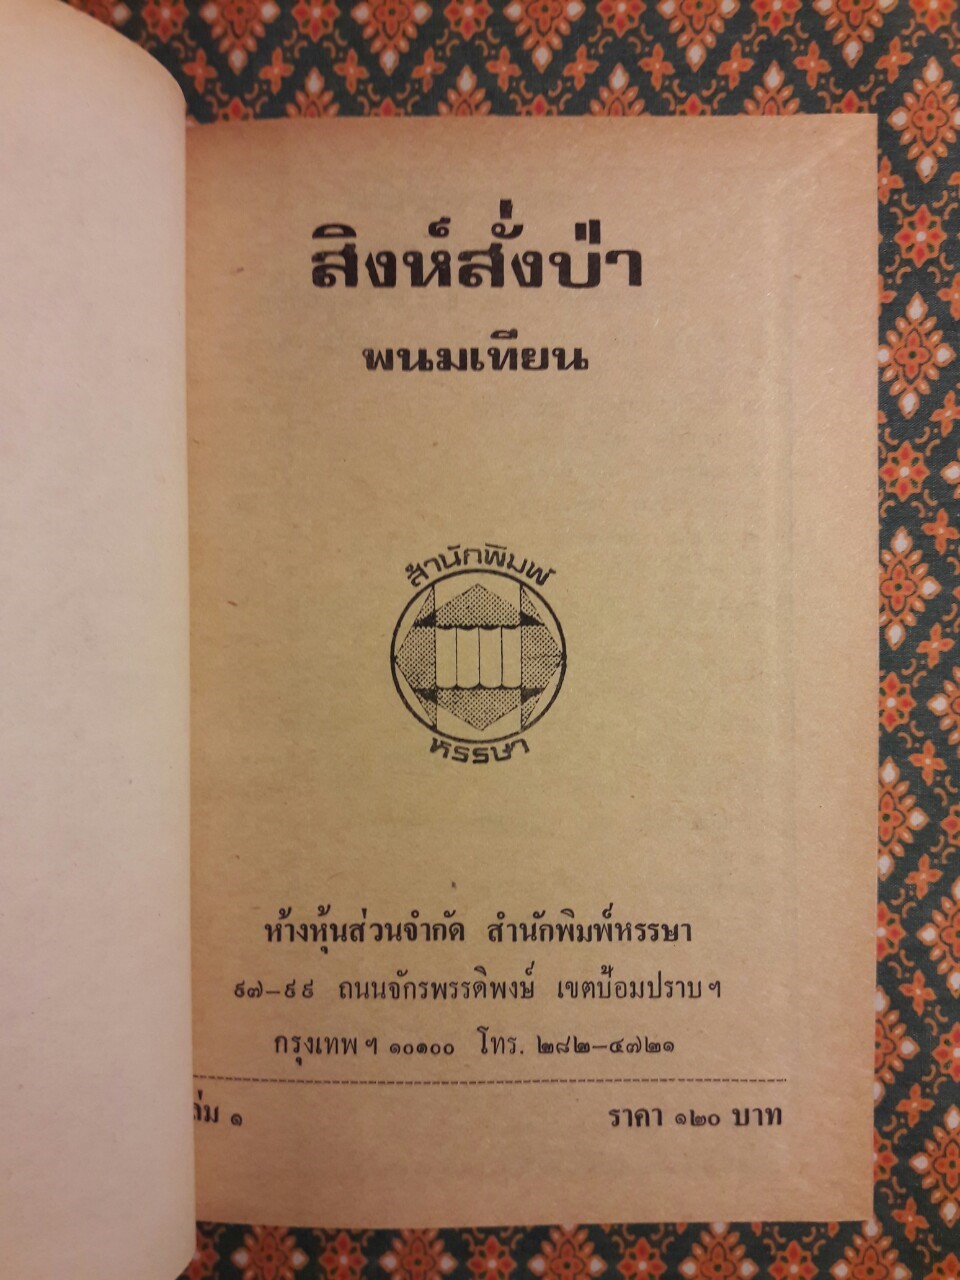 สิงห์สั่งป่า
พนมเทียน
สำนักพิมพ์
หรรษา
ห้างหุ้นส่วนจำกัด สำนักพิมพ์หรรษา
๙๗–๙๙ ถนนจักรพรรดิพงษ์ เขตป้อมปราบ ฯ
กรุงเทพ ฯ ๑๐๑๐๐ โทร. ๒๘๒–๔๗๒๑
ล่ม ๑
ราคา ๑๒๐ บาท